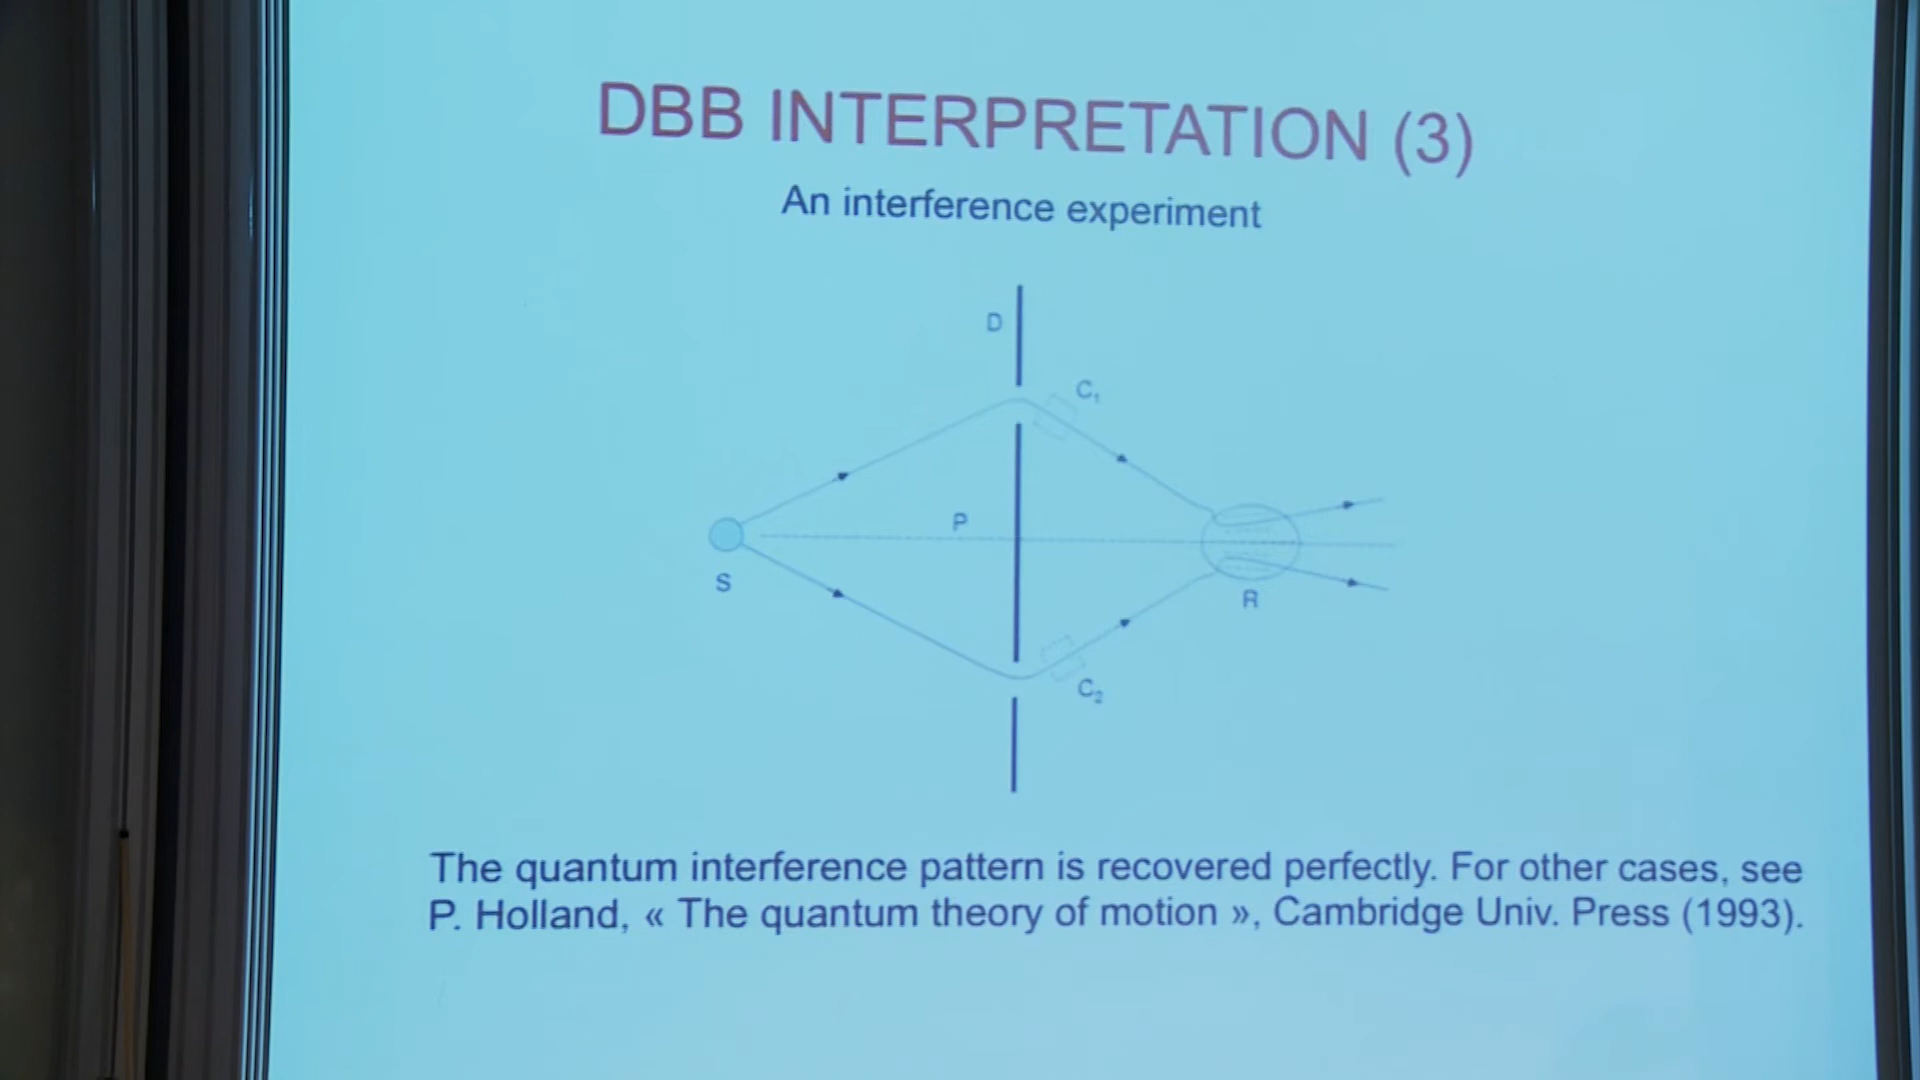 DBB INTERPRETATION (3)
An interference experiment
D
C₁
P
S
R
C₂
The quantum interference pattern is recovered perfectly. For other cases, see
P. Holland, « The quantum theory of motion », Cambridge Univ. Press (1993).